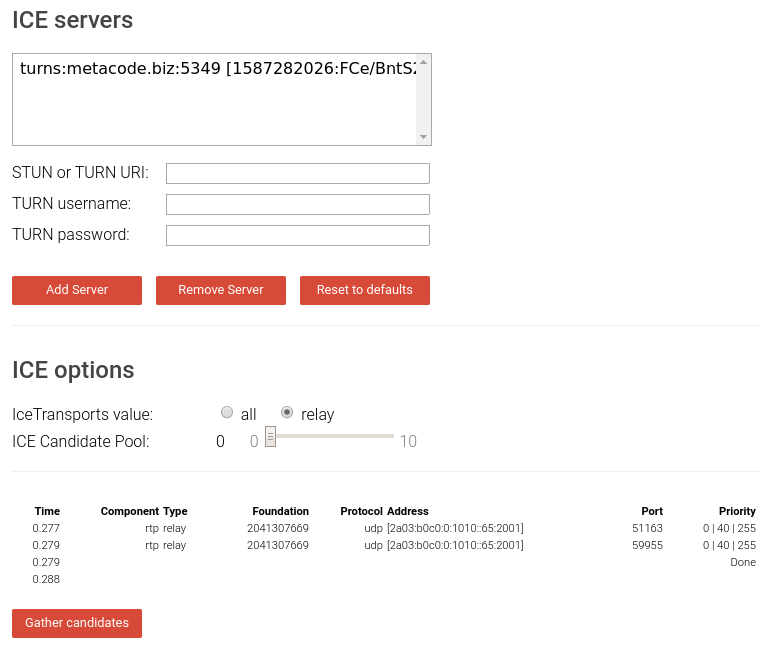 ICE servers
turns:metacode.biz:5349 [1587282026:FCe/BntS2
STUN or TURN URI:
TURN username:
TURN password:
Add Server Remove Server Reset to defaults
ICE options
IceTransports value: all relay
ICE Candidate Pool: 0 0 10
Time Component Type Foundation Protocol Address Port Priority
0.277 rtp relay 2041307669 udp [2a03:b0c0:0:1010::65:2001] 51163 0 | 40 | 255
0.279 rtp relay 2041307669 udp [2a03:b0c0:0:1010::65:2001] 59955 0 | 40 | 255
0.279 Done
0.288
Gather candidates